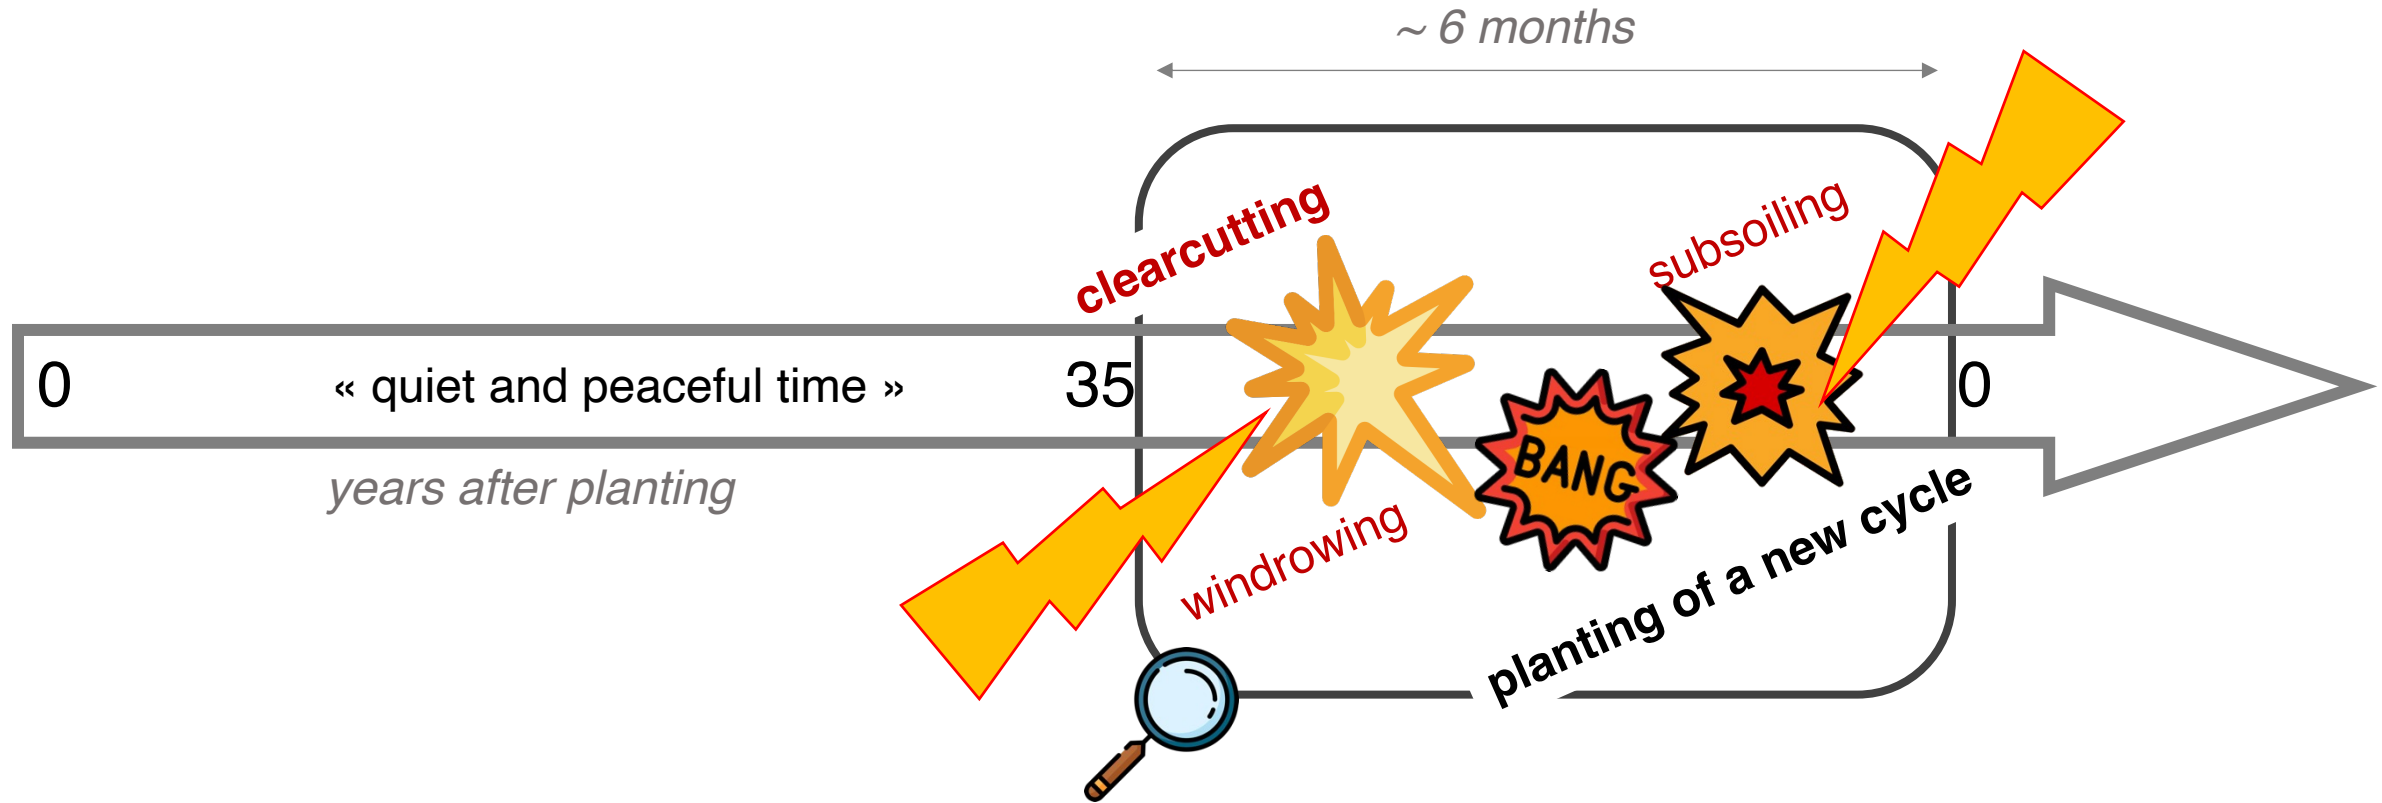 ~ 6 months
clearcutting
subsoiling
0
« quiet and peaceful time »
35
0
BANG
years after planting
windrowing
planting of a new cycle